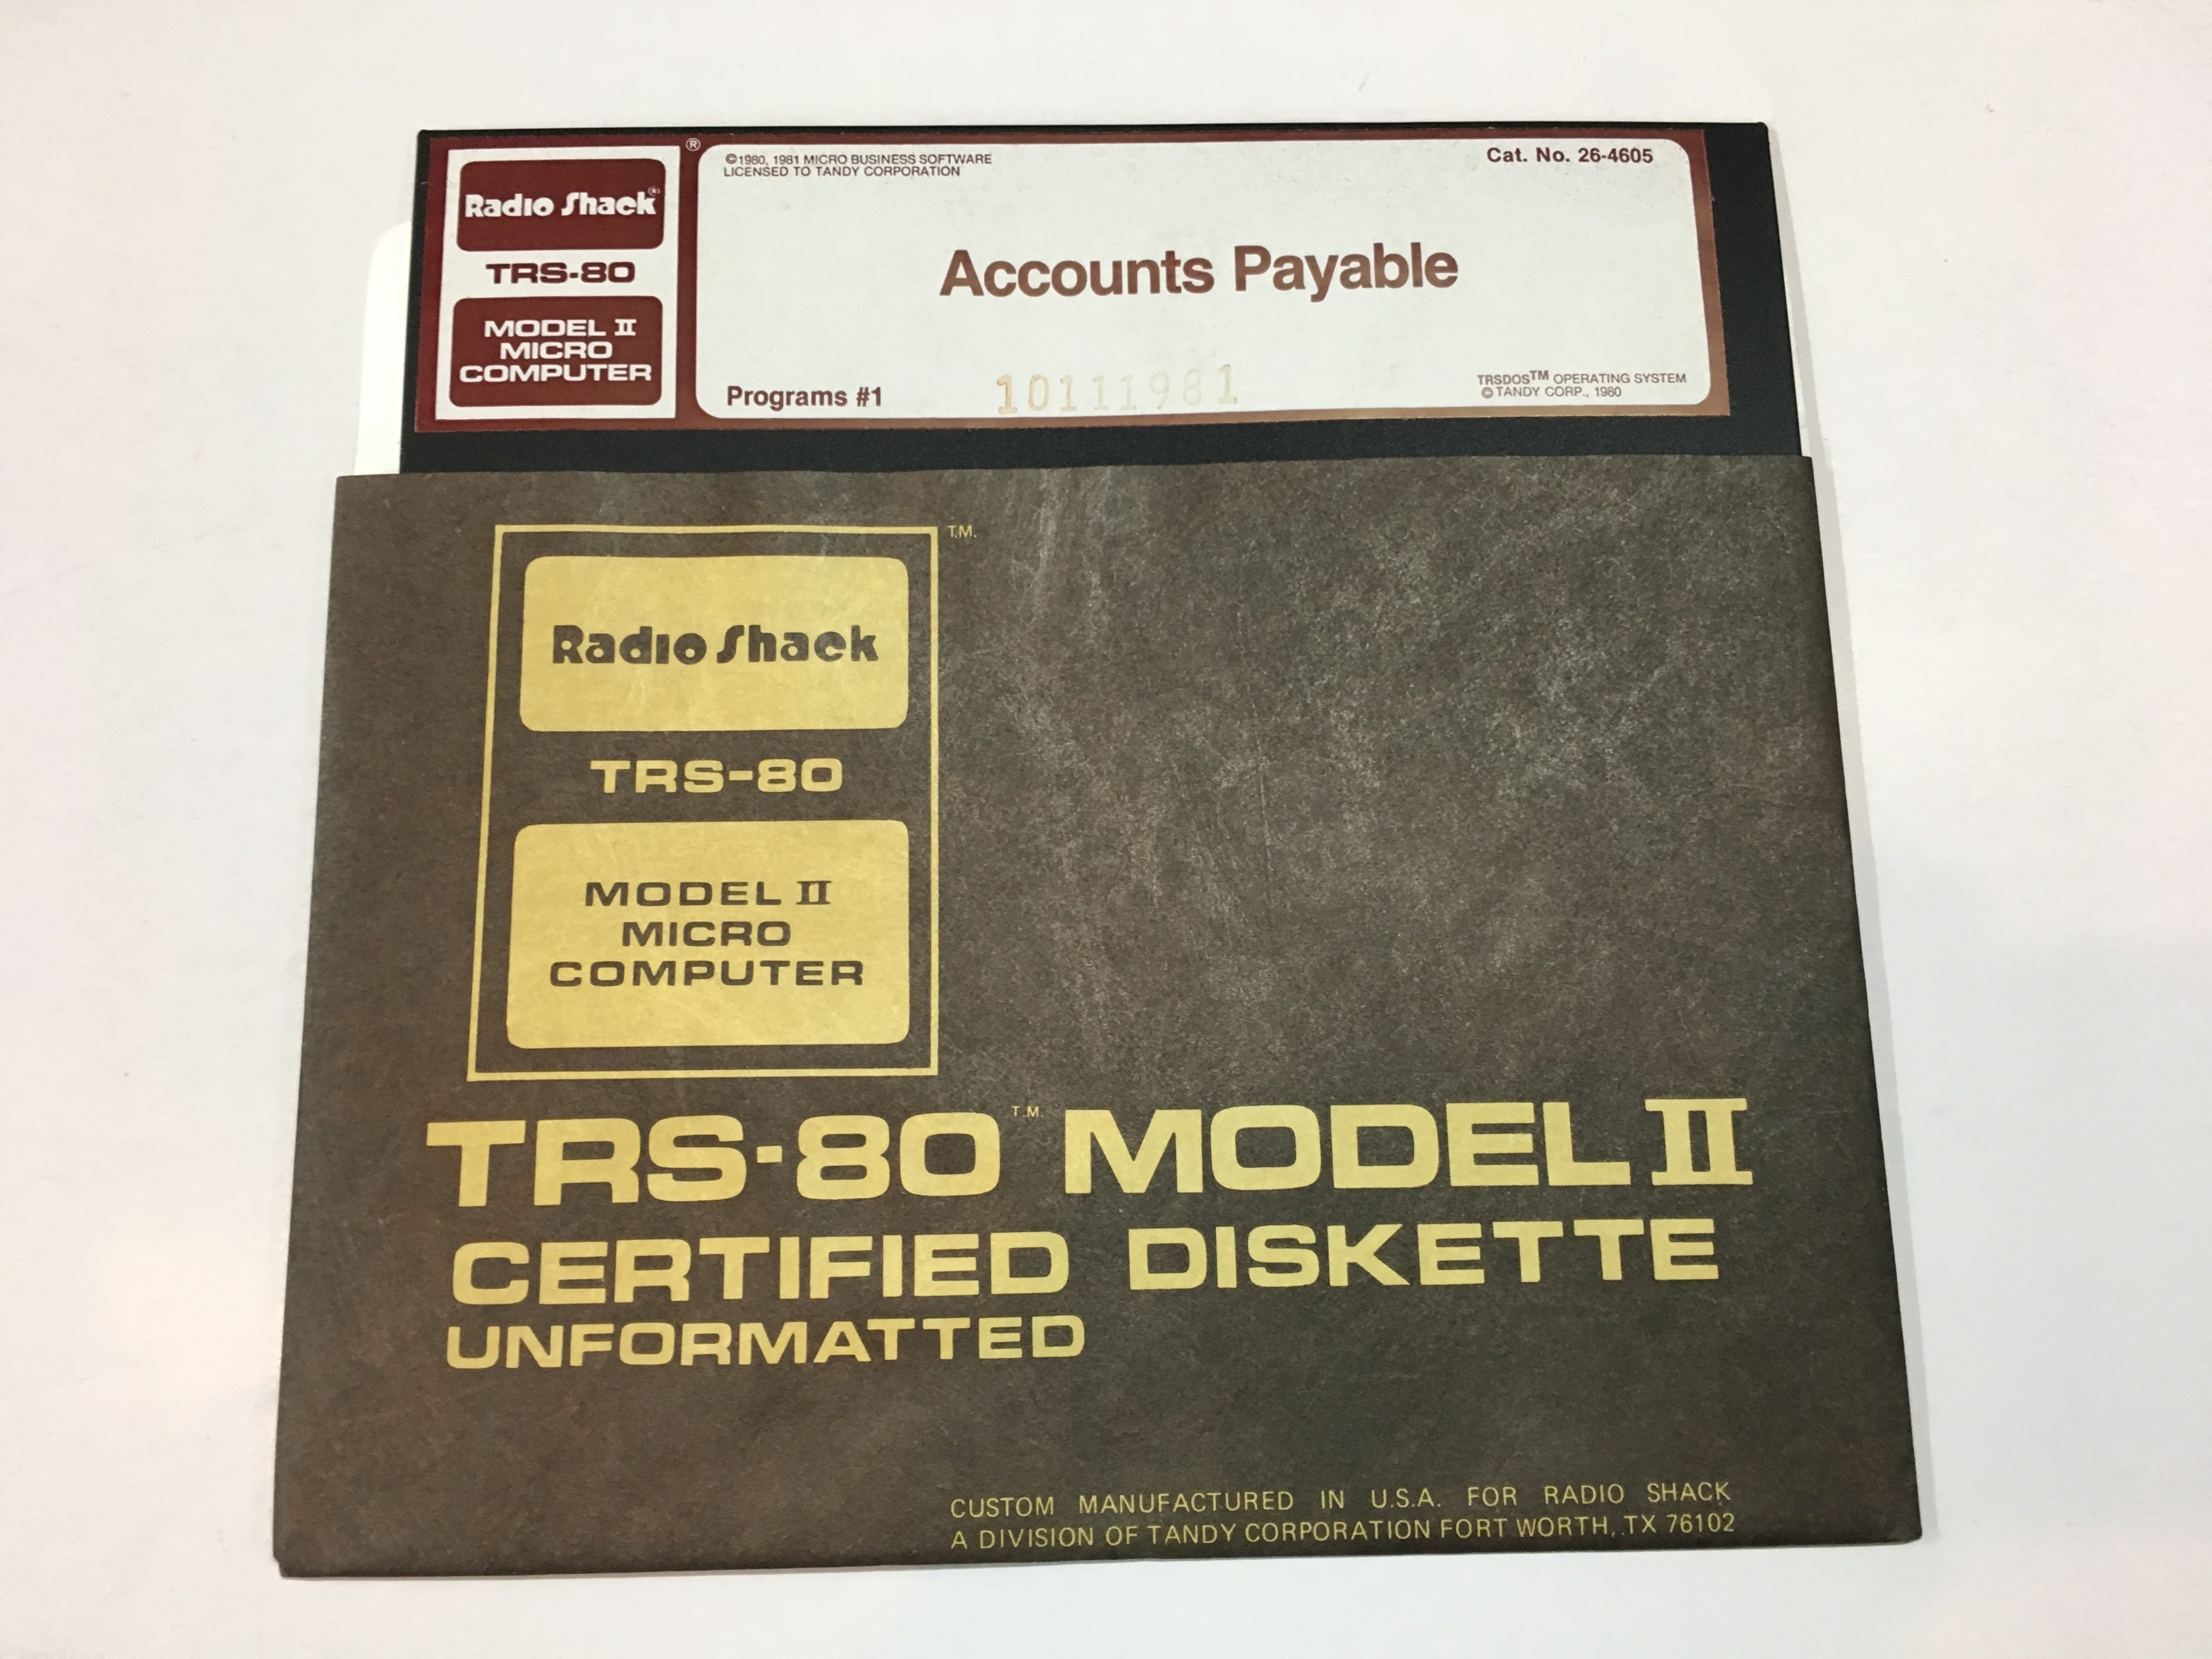 Radio Shack®
TRS-80
MODEL II
MICRO
COMPUTER
®
©1980, 1981 MICRO BUSINESS SOFTWARE
LICENSED TO TANDY CORPORATION
Cat. No. 26-4605
Accounts Payable
Programs #1
10111981
TRSDOS™ OPERATING SYSTEM
© TANDY CORP., 1980
T.M.
Radio Shack
TRS-80
MODEL II
MICRO
COMPUTER
TRS-80 T.M. MODEL II
CERTIFIED DISKETTE
UNFORMATTED
CUSTOM MANUFACTURED IN U.S.A. FOR RADIO SHACK
A DIVISION OF TANDY CORPORATION FORT WORTH, TX 76102